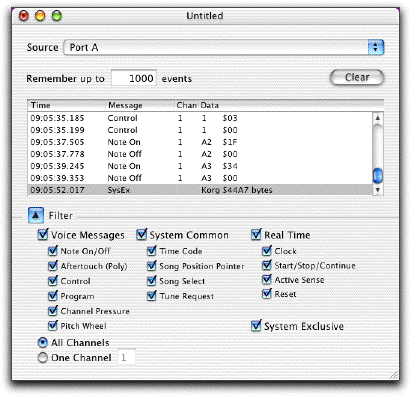 Untitled
Source Port A
Remember up to 1000 events Clear
Time Message Chan Data
09:05:35.185 Control 1 1 $03
09:05:35.199 Control 1 1 $00
09:05:37.505 Note On 1 A2 $1F
09:05:37.778 Note Off 1 A2 $00
09:05:39.245 Note On 1 A3 $34
09:05:39.353 Note Off 1 A3 $00
09:05:52.017 SysEx Korg $44A7 bytes
Filter
Voice Messages System Common Real Time
Note On/Off Time Code Clock
Aftertouch (Poly) Song Position Pointer Start/Stop/Continue
Control Song Select Active Sense
Program Tune Request Reset
Channel Pressure
Pitch Wheel System Exclusive
All Channels
One Channel 1